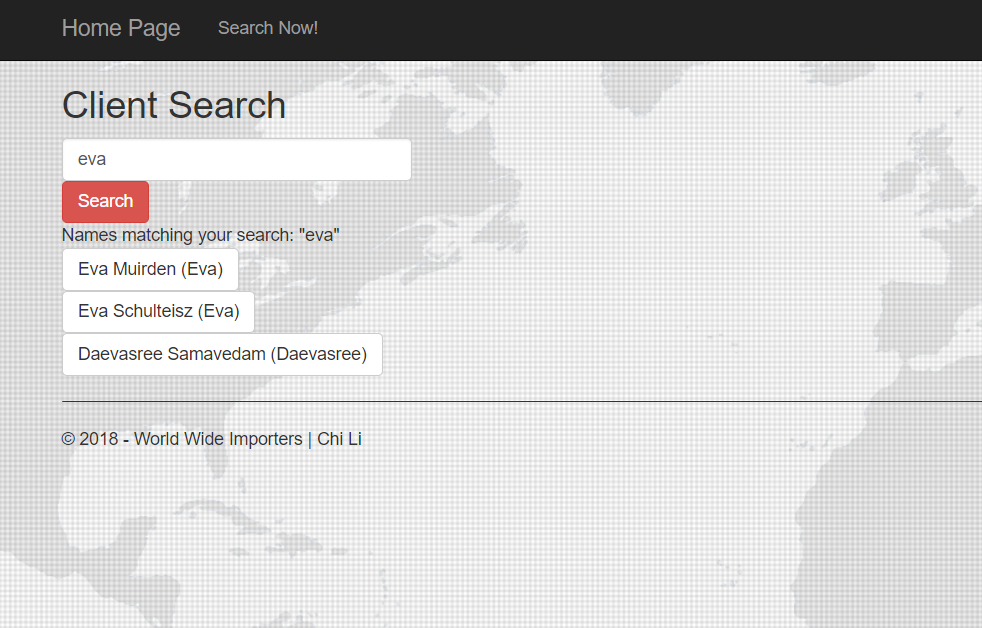 Home Page Search Now!
Client Search
eva
Search
Names matching your search: "eva"
Eva Muirden (Eva)
Eva Schulteisz (Eva)
Daevasree Samavedam (Daevasree)
© 2018 - World Wide Importers | Chi Li